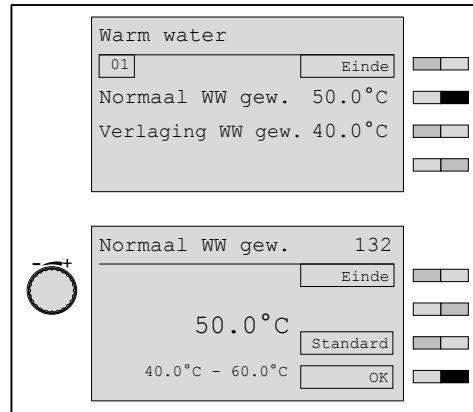 Warm water
01 Einde
Normaal WW gew. 50.0°C
Verlaging WW gew. 40.0°C
Normaal WW gew. 132
Einde
- +
50.0°C
Standard
40.0°C - 60.0°C OK